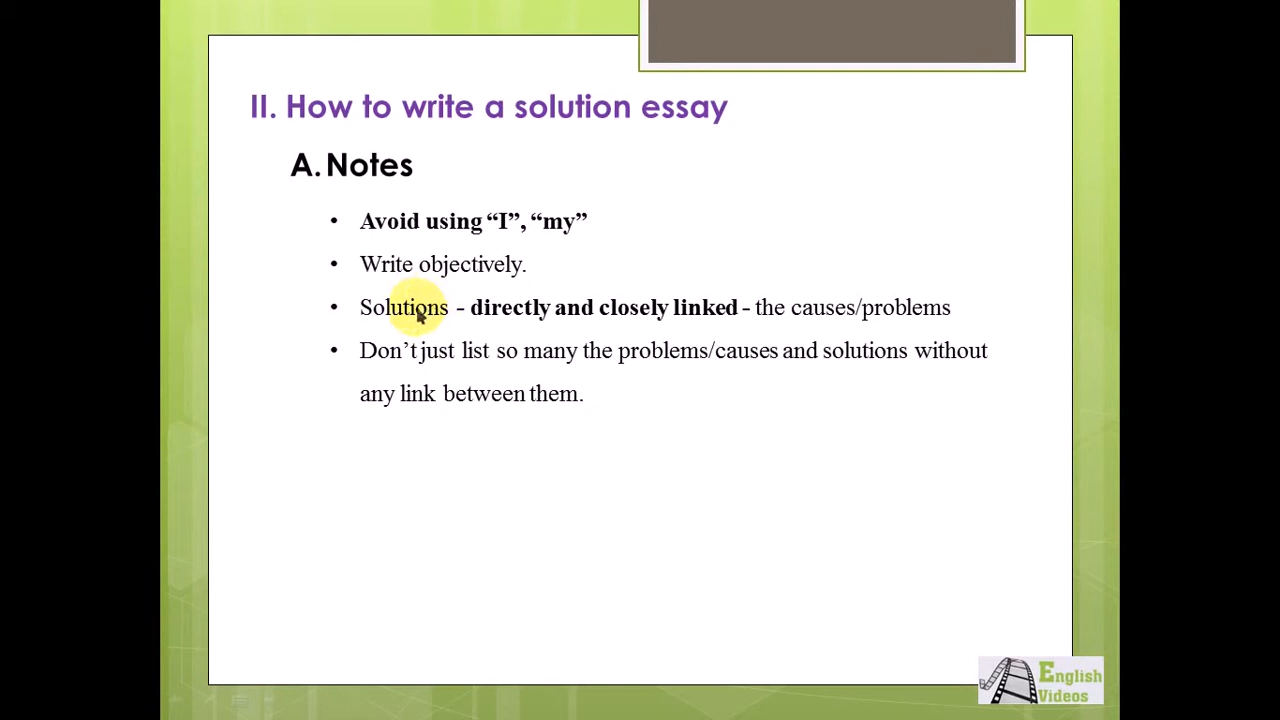 II. How to write a solution essay
A. Notes
• Avoid using “I”, “my”
• Write objectively.
• Solutions - directly and closely linked - the causes/problems
• Don’t just list so many the problems/causes and solutions without
any link between them.
English
Videos